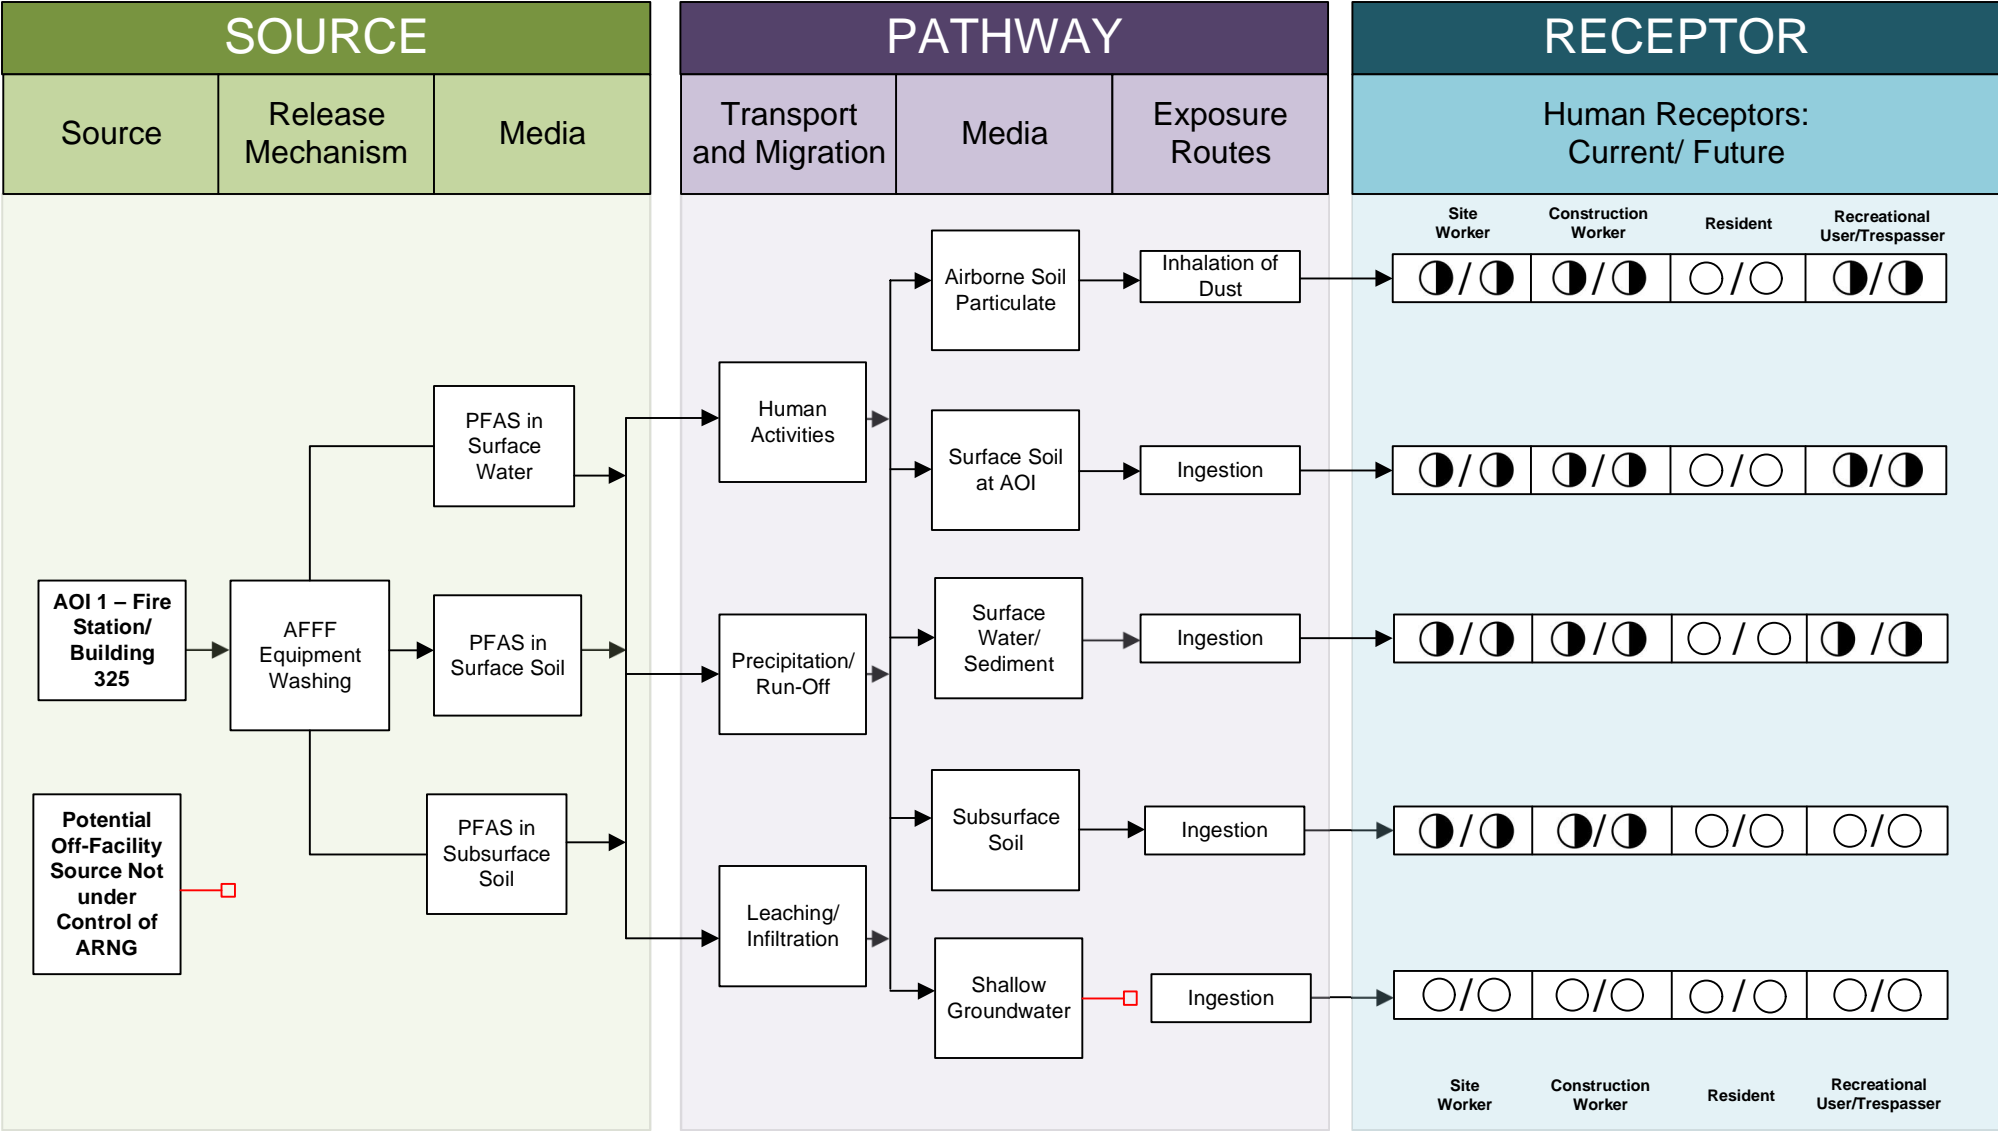 SOURCE
PATHWAY
RECEPTOR
Source
Release
Mechanism
Media
Transport
and Migration
Media
Exposure
Routes
Human Receptors:
Current/ Future
Site
Worker
Construction
Worker
Resident
Recreational
User/Trespasser
AOI 1 – Fire
Station/
Building
325
Potential
Off-Facility
Source Not
under
Control of
ARNG
AFFF
Equipment
Washing
PFAS in
Surface
Water
PFAS in
Surface Soil
PFAS in
Subsurface
Soil
Human
Activities
Precipitation/
Run-Off
Leaching/
Infiltration
Airborne Soil
Particulate
Surface Soil
at AOI
Surface
Water/
Sediment
Subsurface
Soil
Shallow
Groundwater
Inhalation of
Dust
Ingestion
Ingestion
Ingestion
Ingestion
/ / / /
/ / / /
/ / / /
/ / / /
/ / / /
Site
Worker
Construction
Worker
Resident
Recreational
User/Trespasser